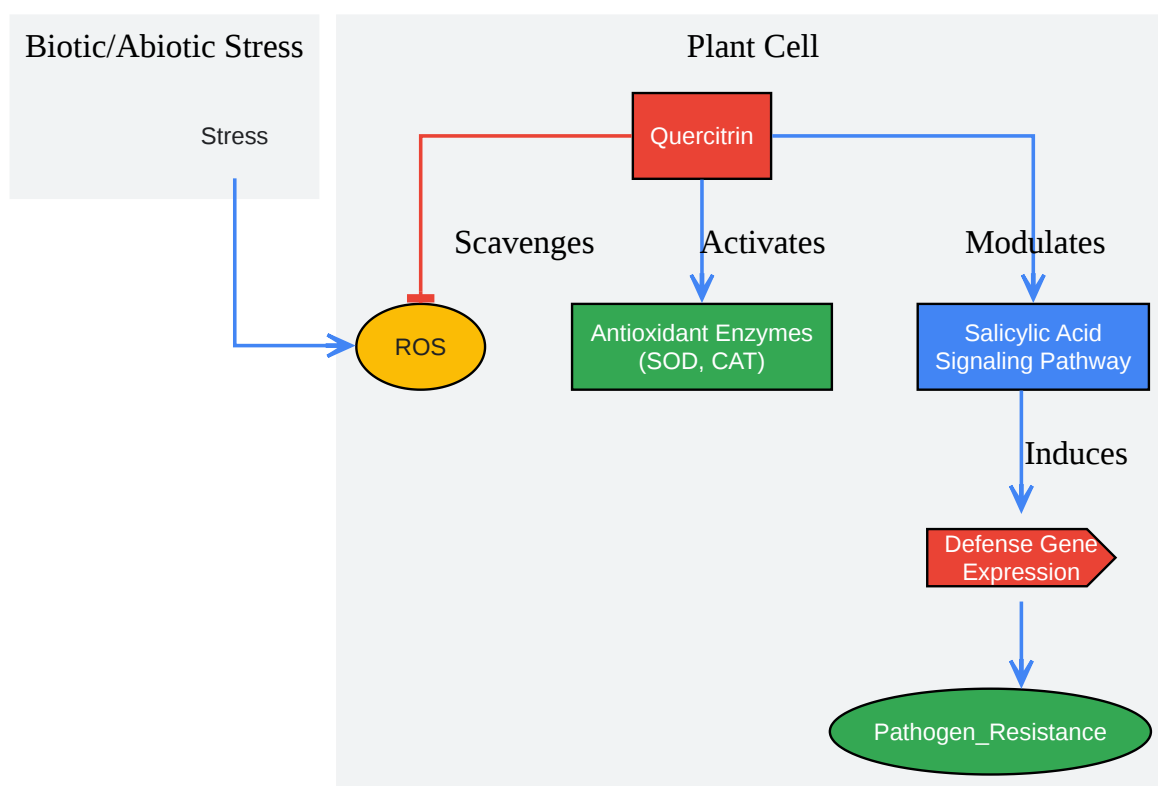 Biotic/Abiotic Stress
Plant Cell
Stress
Quercitrin
Scavenges
Activates
Modulates
ROS
Antioxidant Enzymes
(SOD, CAT)
Salicylic Acid
Signaling Pathway
Induces
Defense Gene
Expression
Pathogen_Resistance